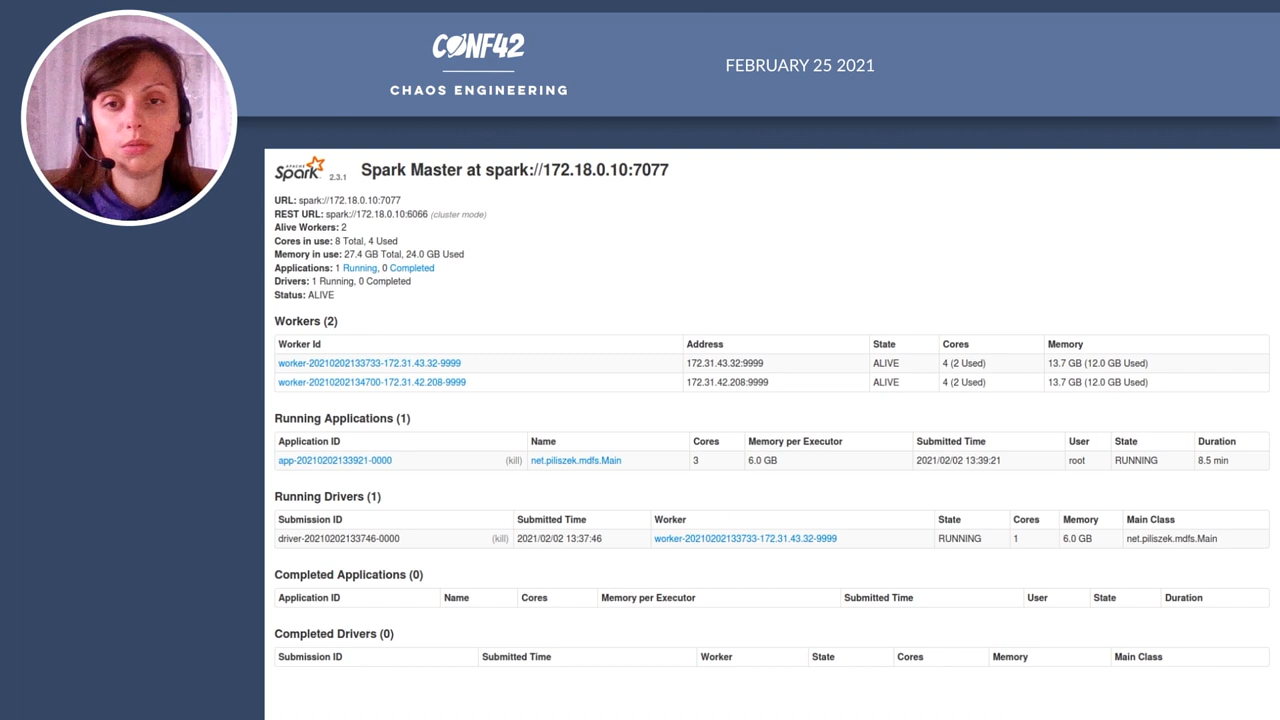 CONF42
CHAOS ENGINEERING
FEBRUARY 25 2021
APACHE
Spark 2.3.1 Spark Master at spark://172.18.0.10:7077
URL: spark://172.18.0.10:7077
REST URL: spark://172.18.0.10:6066 (cluster mode)
Alive Workers: 2
Cores in use: 8 Total, 4 Used
Memory in use: 27.4 GB Total, 24.0 GB Used
Applications: 1 Running, 0 Completed
Drivers: 1 Running, 0 Completed
Status: ALIVE
Workers (2)
Worker Id Address State Cores Memory
worker-20210202133733-172.31.43.32-9999 172.31.43.32:9999 ALIVE 4 (2 Used) 13.7 GB (12.0 GB Used)
worker-20210202134700-172.31.42.208-9999 172.31.42.208:9999 ALIVE 4 (2 Used) 13.7 GB (12.0 GB Used)
Running Applications (1)
Application ID Name Cores Memory per Executor Submitted Time User State Duration
app-20210202133921-0000 (kill) net.piliszek.mdfs.Main 3 6.0 GB 2021/02/02 13:39:21 root RUNNING 8.5 min
Running Drivers (1)
Submission ID Submitted Time Worker State Cores Memory Main Class
driver-20210202133746-0000 (kill) 2021/02/02 13:37:46 worker-20210202133733-172.31.43.32-9999 RUNNING 1 6.0 GB net.piliszek.mdfs.Main
Completed Applications (0)
Application ID Name Cores Memory per Executor Submitted Time User State Duration
Completed Drivers (0)
Submission ID Submitted Time Worker State Cores Memory Main Class